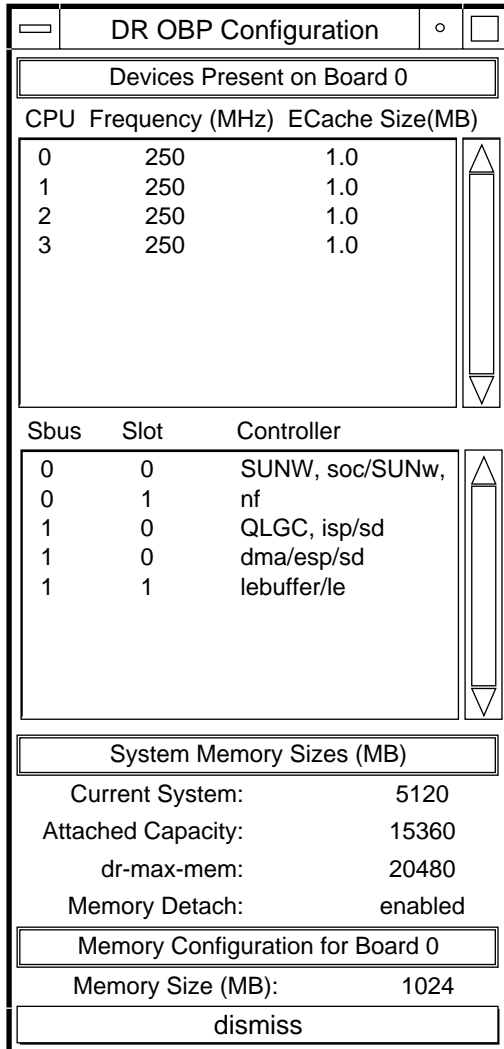 DR OBP Configuration
Devices Present on Board 0
CPU Frequency (MHz) ECache Size(MB)
0 250 1.0
1 250 1.0
2 250 1.0
3 250 1.0
Sbus Slot Controller
0 0 SUNW, soc/SUNw,
0 1 nf
1 0 QLGC, isp/sd
1 0 dma/esp/sd
1 1 lebuffer/le
System Memory Sizes (MB)
Current System: 5120
Attached Capacity: 15360
dr-max-mem: 20480
Memory Detach: enabled
Memory Configuration for Board 0
Memory Size (MB): 1024
dismiss